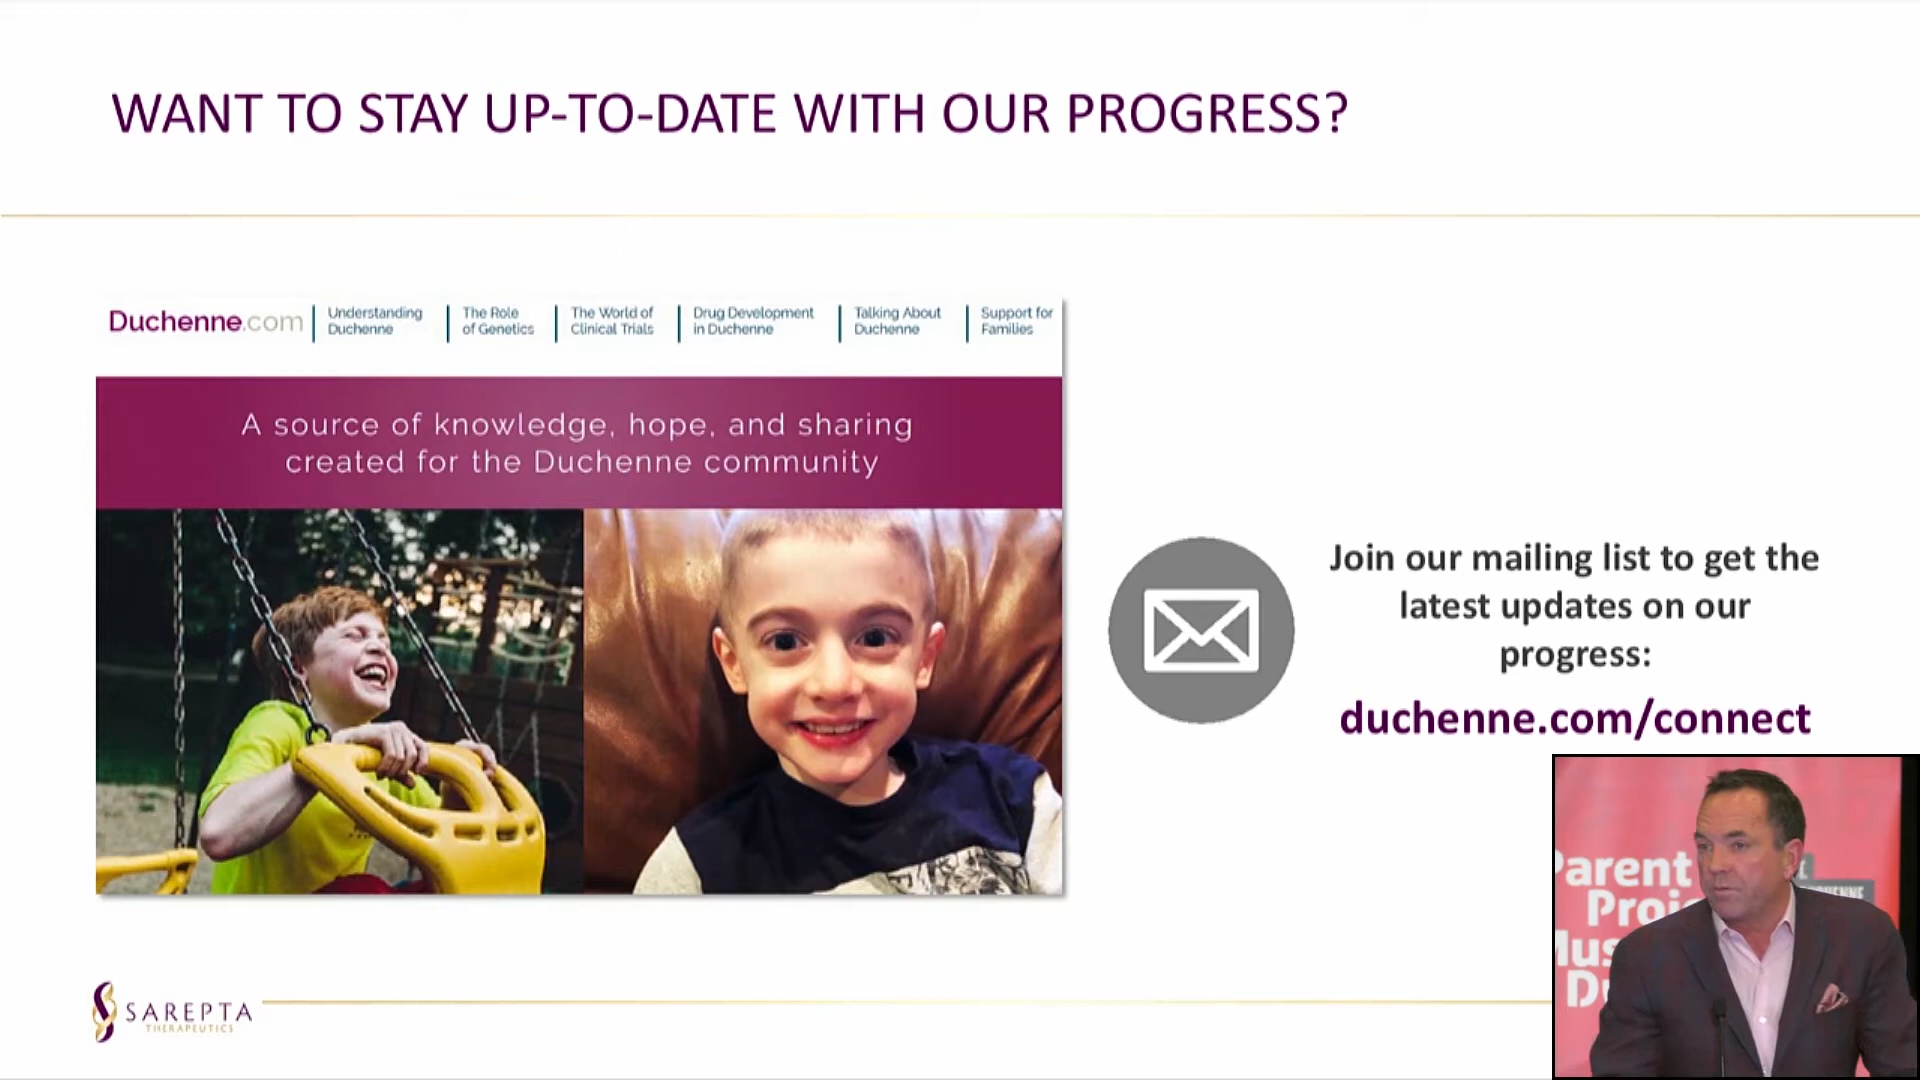 WANT TO STAY UP-TO-DATE WITH OUR PROGRESS?
Duchenne.com
Understanding
Duchenne
The Role
of Genetics
The World of
Clinical Trials
Drug Development
in Duchenne
Talking About
Duchenne
Support for
Families
A source of knowledge, hope, and sharing
created for the Duchenne community
Join our mailing list to get the
latest updates on our
progress:
duchenne.com/connect
Parent
SAREPTA
THERAPEUTICS